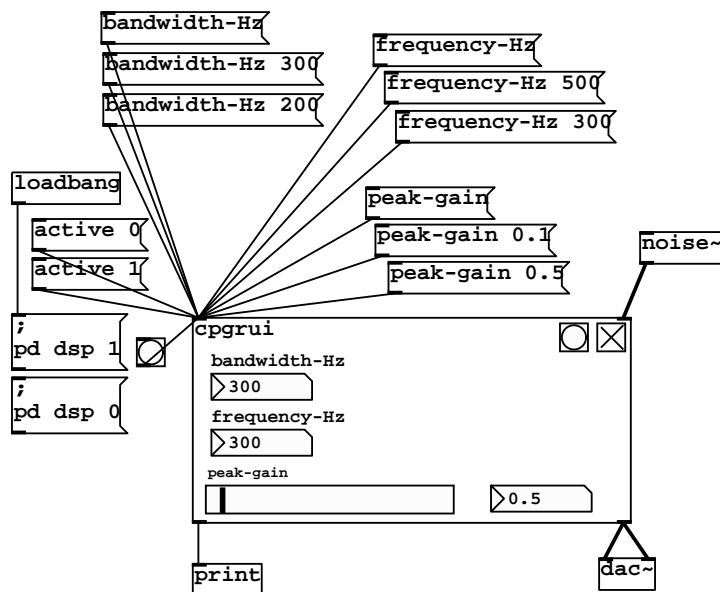 bandwidth-Hz
bandwidth-Hz 300
bandwidth-Hz 200
frequency-Hz
frequency-Hz 500
frequency-Hz 300
loadbang
active 0
active 1
peak-gain
peak-gain 0.1
peak-gain 0.5
noise~
;
pd dsp 1
;
pd dsp 0
cpgrui
bandwidth-Hz
300
frequency-Hz
300
peak-gain
0.5
print
dac~